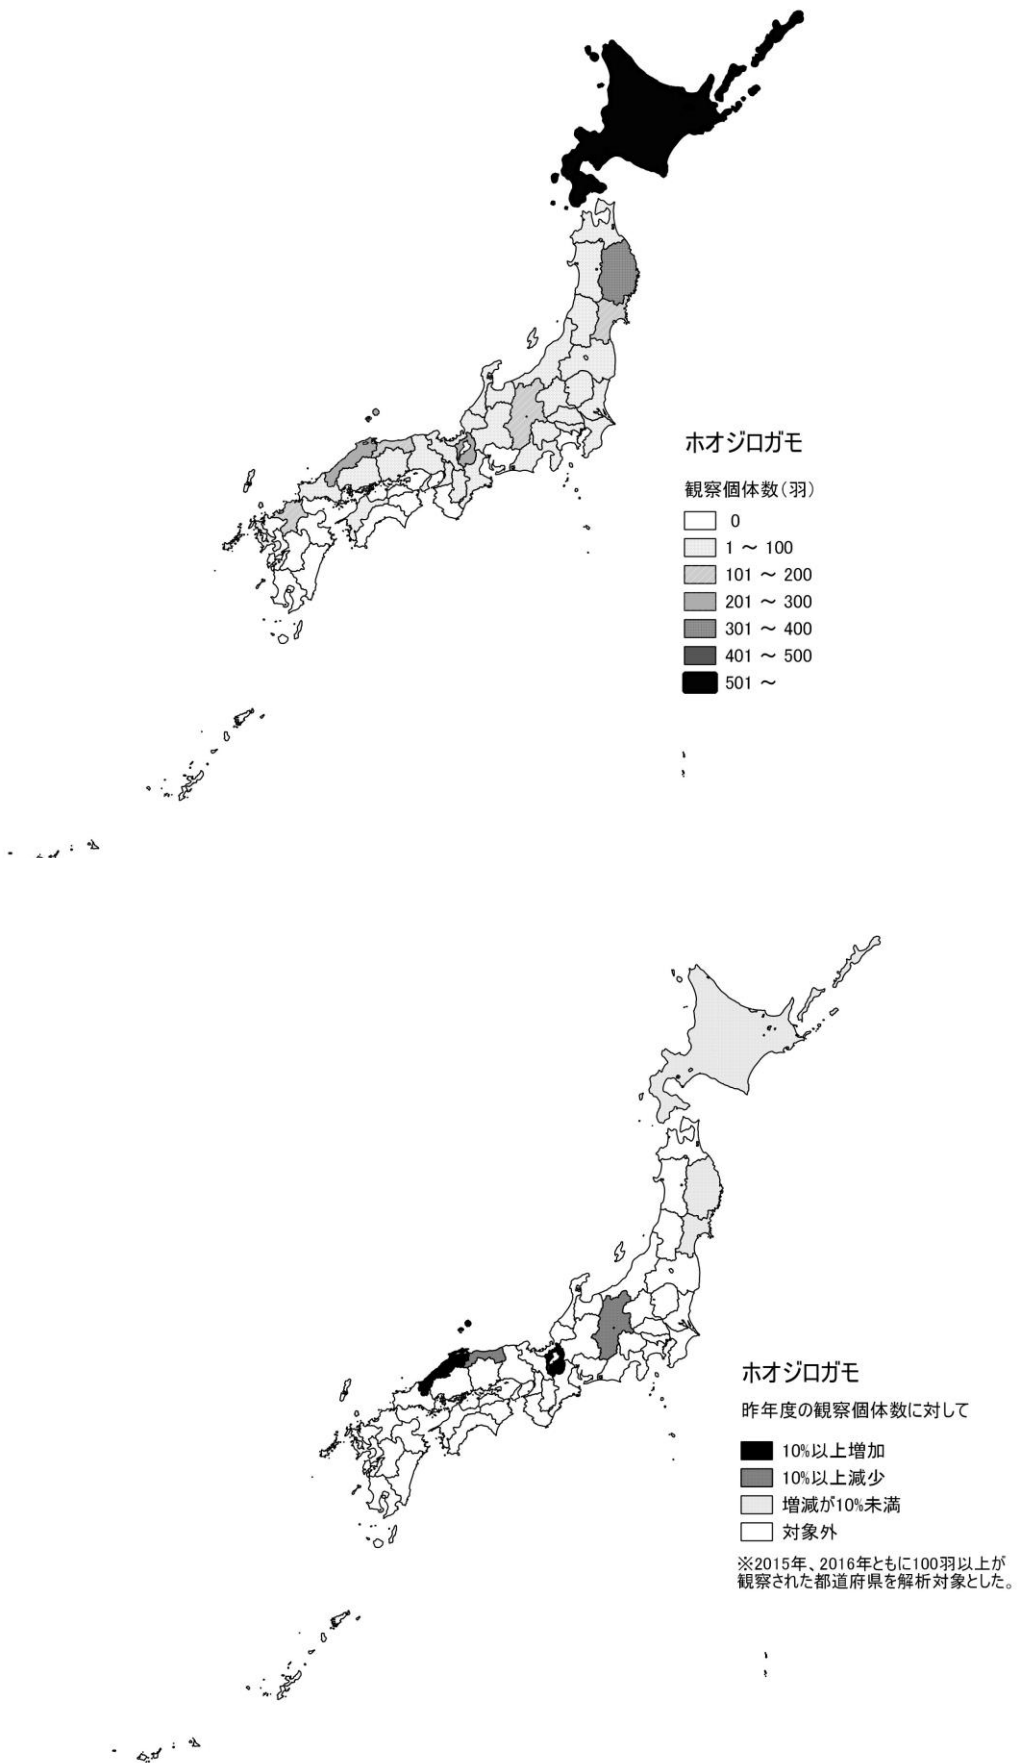 ホオジロガモ
観察個体数(羽)
0
1 ～ 100
101 ～ 200
201 ～ 300
301 ～ 400
401 ～ 500
501 ～
ホオジロガモ
昨年度の観察個体数に対して
10%以上増加
10%以上減少
増減が10%未満
対象外
※2015年、2016年ともに100羽以上が
観察された都道府県を解析対象とした。